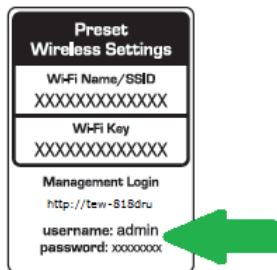 Preset
Wireless Settings
Wi-Fi Name/SSID
XXXXXXXXXXXXX
Wi-Fi Key
XXXXXXXXXXXXX
Management Login
http://tew-818dru
username: admin
password: xxxxxxxx